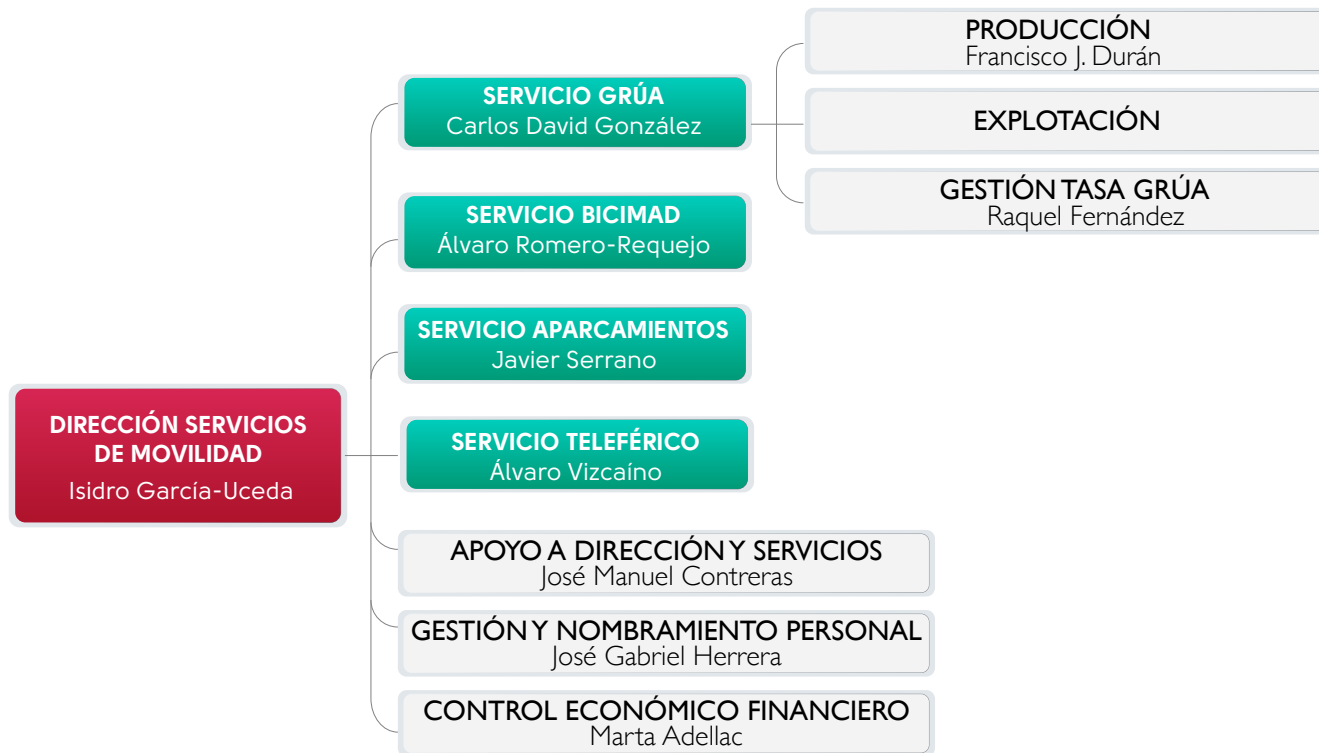 DIRECCIÓN SERVICIOS
DE MOVILIDAD
Isidro García-Uceda
SERVICIO GRÚA
Carlos David González
PRODUCCIÓN
Francisco J. Durán
EXPLOTACIÓN
GESTIÓN TASA GRÚA
Raquel Fernández
SERVICIO BICIMAD
Álvaro Romero-Requejo
SERVICIO APARCAMIENTOS
Javier Serrano
SERVICIO TELEFÉRICO
Álvaro Vizcaíno
APOYO A DIRECCIÓN Y SERVICIOS
José Manuel Contreras
GESTIÓN Y NOMBRAMIENTO PERSONAL
José Gabriel Herrera
CONTROL ECONÓMICO FINANCIERO
Marta Adellac